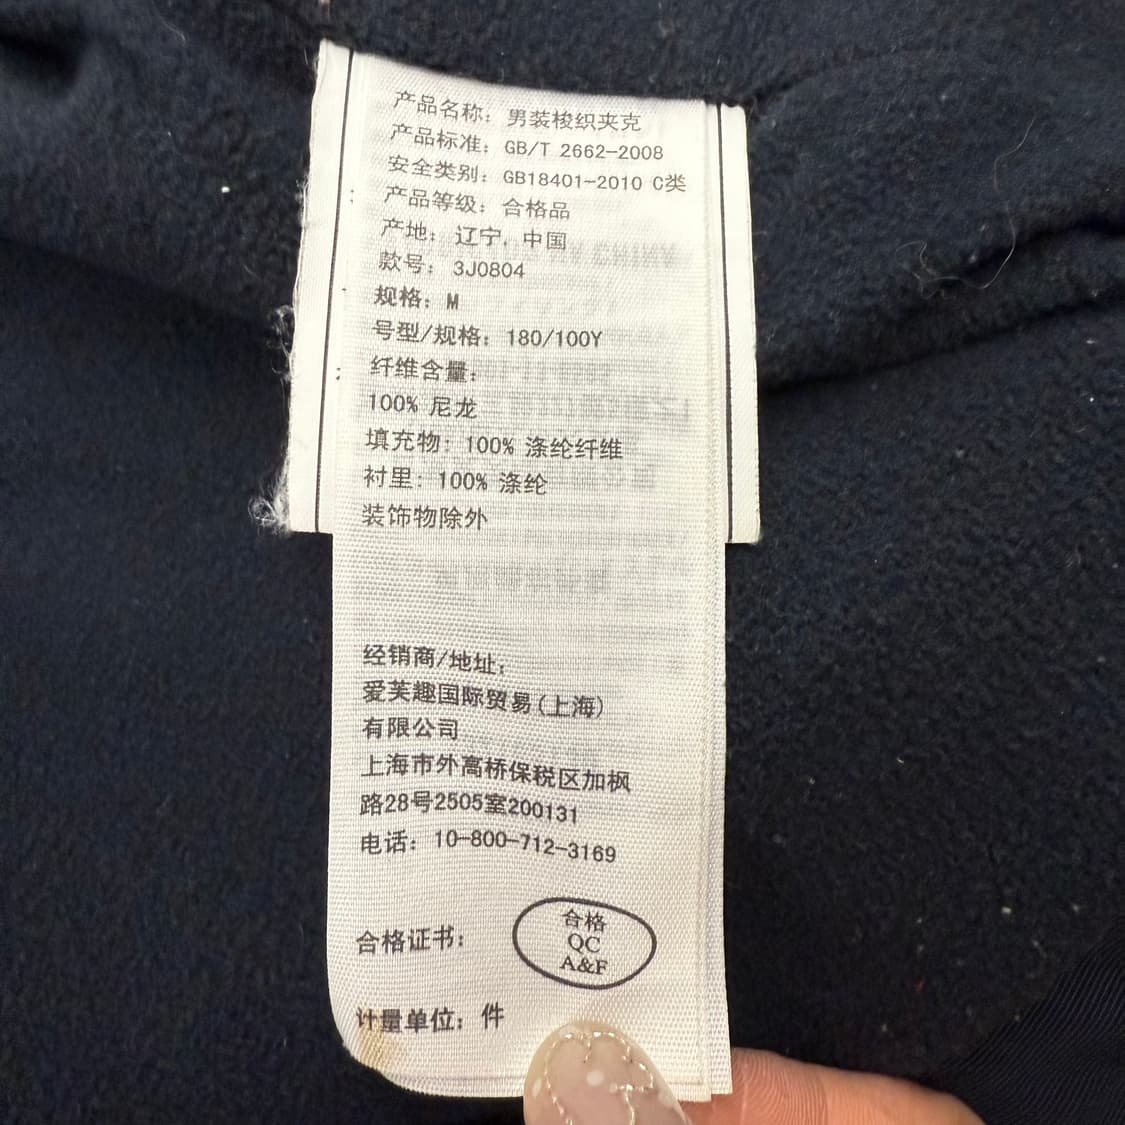 产品名称：男装梭织夹克
产品标准：GB/T 2662-2008
安全类别：GB18401-2010 C类
产品等级：合格品
产地：辽宁，中国
款号：3J0804
规格：M
号型/规格：180/100Y
纤维含量：
100% 尼龙
填充物：100% 涤纶纤维
衬里：100% 涤纶
装饰物除外
经销商/地址：
爱芙趣国际贸易(上海)
有限公司
上海市外高桥保税区加枫
路28号2505室200131
电话：10-800-712-3169
合格证书：
合格
QC
A&F
计量单位：件